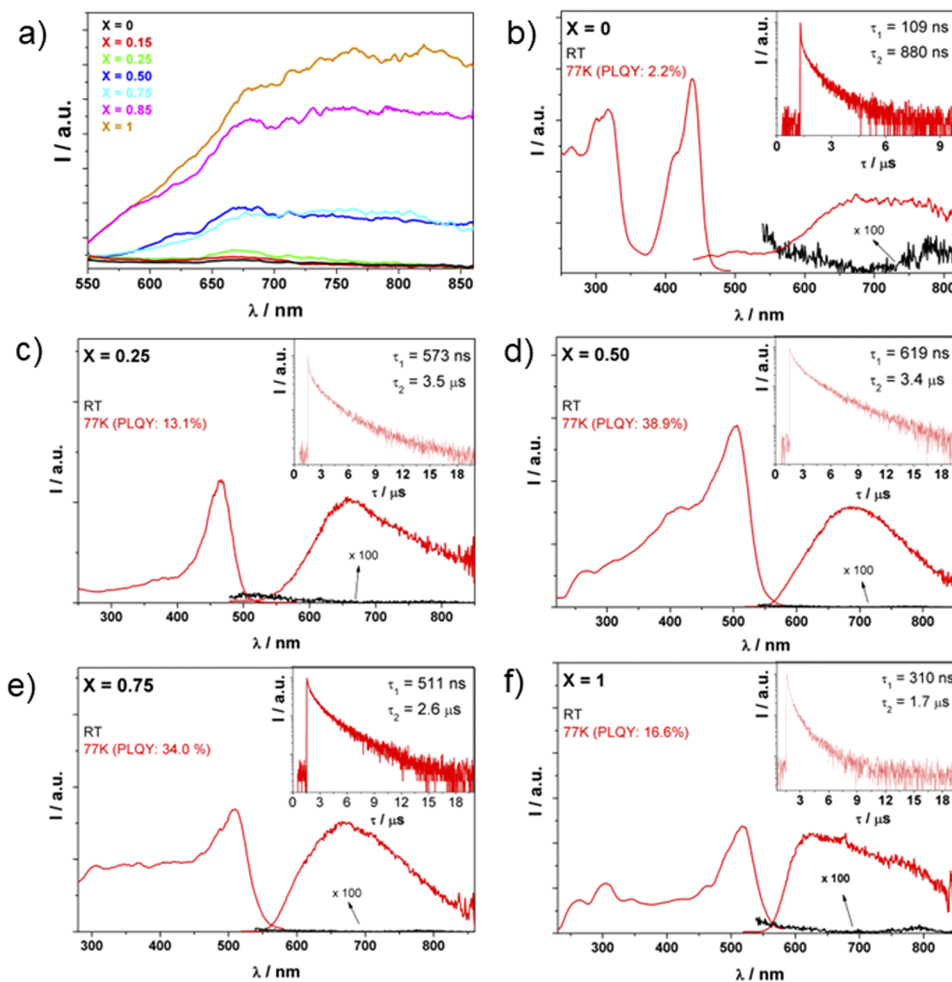 a)
X = 0
X = 0.15
X = 0.25
X = 0.50
X = 0.75
X = 0.85
X = 1
I / a.u.
550 600 650 700 750 800 850
λ / nm
b)
X = 0
RT
77K (PLQY: 2.2%)
τ1 = 109 ns
τ2 = 880 ns
I / a.u.
0 3 6 9
τ / μs
x 100
I / a.u.
300 400 500 600 700 800
λ / nm
c)
X = 0.25
RT
77K (PLQY: 13.1%)
τ1 = 573 ns
τ2 = 3.5 μs
I / a.u.
0 3 6 9 12 15 18
τ / μs
x 100
I / a.u.
300 400 500 600 700 800
λ / nm
d)
X = 0.50
RT
77K (PLQY: 38.9%)
τ1 = 619 ns
τ2 = 3.4 μs
I / a.u.
0 3 6 9 12 15 18
τ / μs
x 100
I / a.u.
300 400 500 600 700 800
λ / nm
e)
X = 0.75
RT
77K (PLQY: 34.0 %)
τ1 = 511 ns
τ2 = 2.6 μs
I / a.u.
0 3 6 9 12 15 18
τ / μs
x 100
I / a.u.
300 400 500 600 700 800
λ / nm
f)
X = 1
RT
77K (PLQY: 16.6%)
τ1 = 310 ns
τ2 = 1.7 μs
I / a.u.
0 3 6 9 12 15 18
τ / μs
x 100
I / a.u.
300 400 500 600 700 800
λ / nm